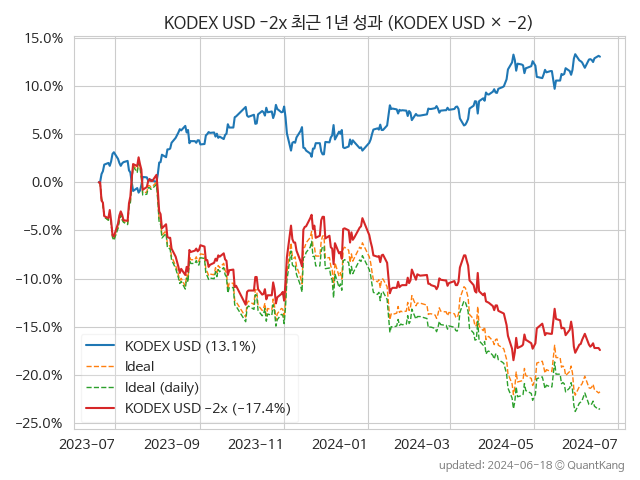 KODEX USD −2x 최근 1년 성과 (KODEX USD × −2)
15.0%
10.0%
5.0%
0.0%
−5.0%
−10.0%
−15.0%
−20.0%
−25.0%
KODEX USD (13.1%)
Ideal
Ideal (daily)
KODEX USD −2x (−17.4%)
2023−07
2023−09
2023−11
2024−01
2024−03
2024−05
2024−07
updated: 2024-06-18 © QuantKang